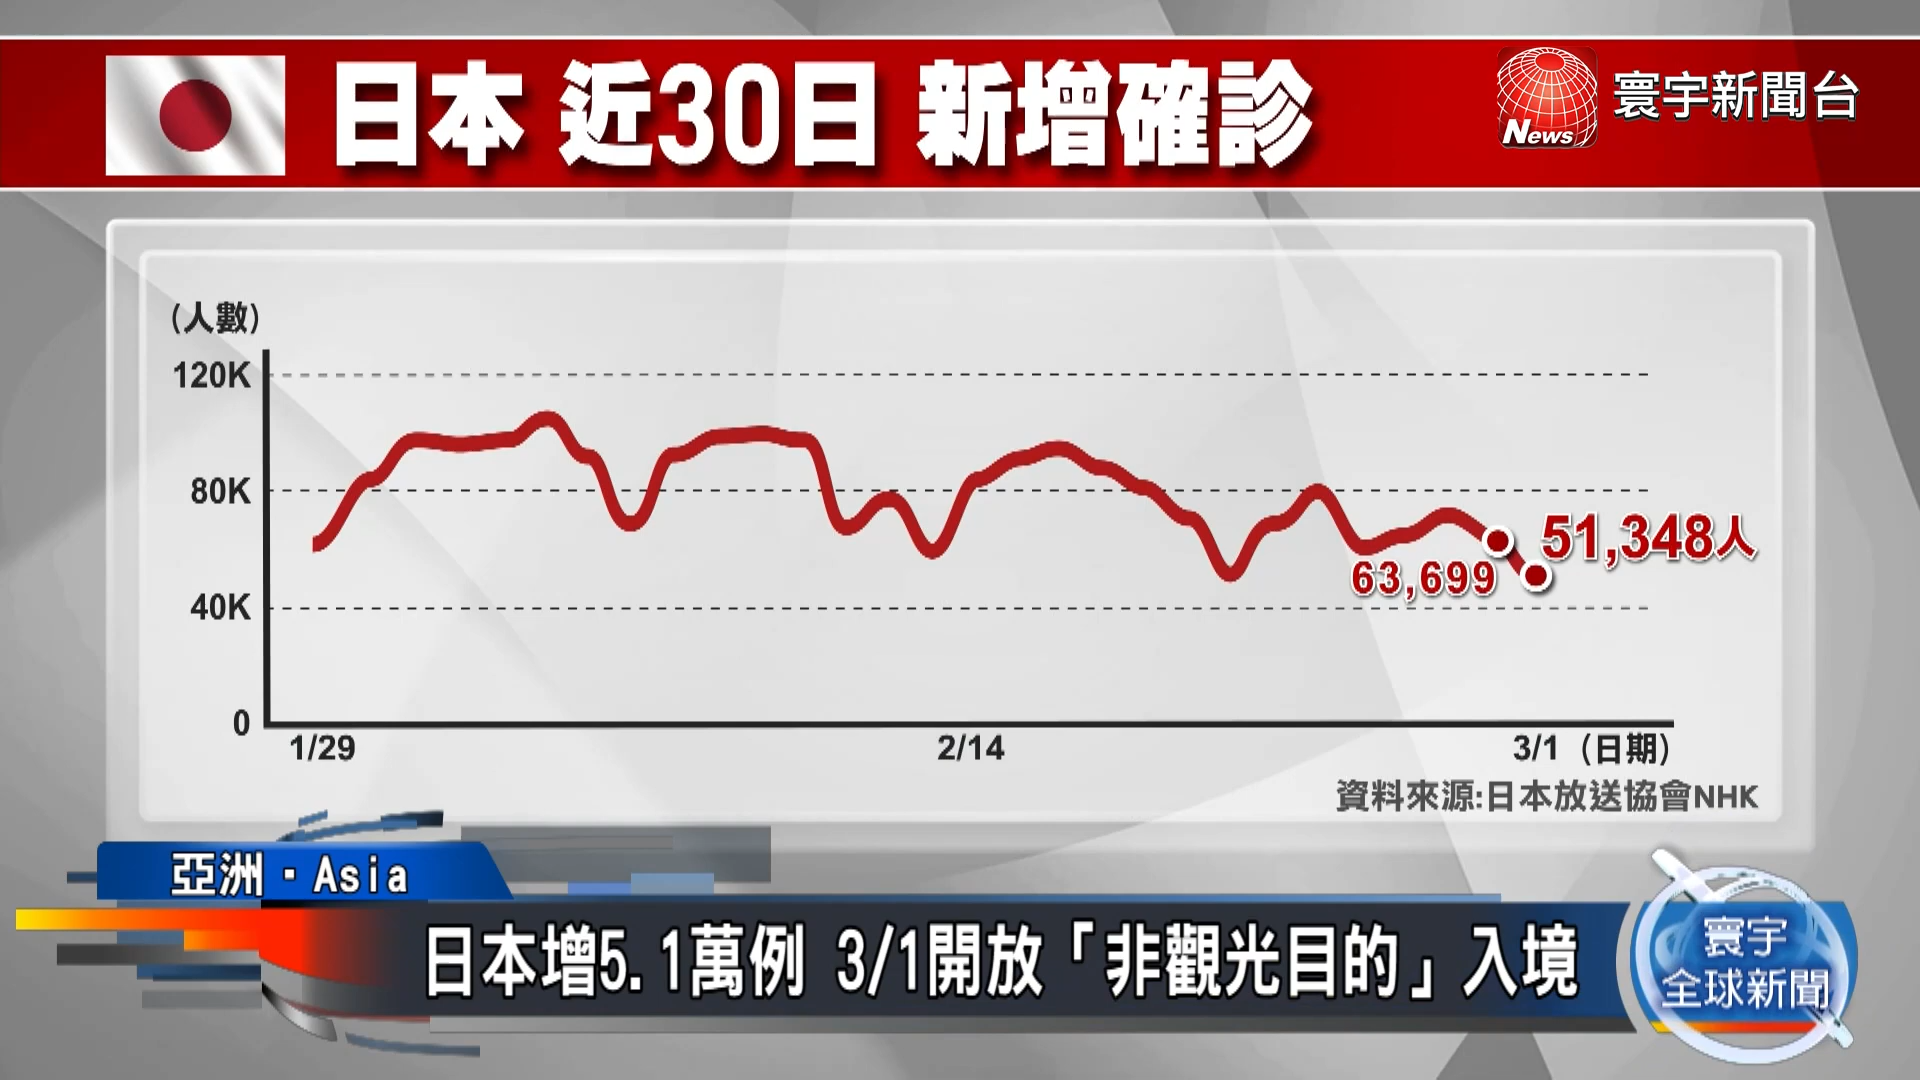 日本 近30日 新增確診
News
寰宇新聞台
(人數)
120K
80K
40K
0
51,348人
63,699
1/29
2/14
3/1 (日期)
資料來源:日本放送協會NHK
亞洲‧Asia
日本增5.1萬例 3/1開放「非觀光目的」入境
寰宇
全球新聞